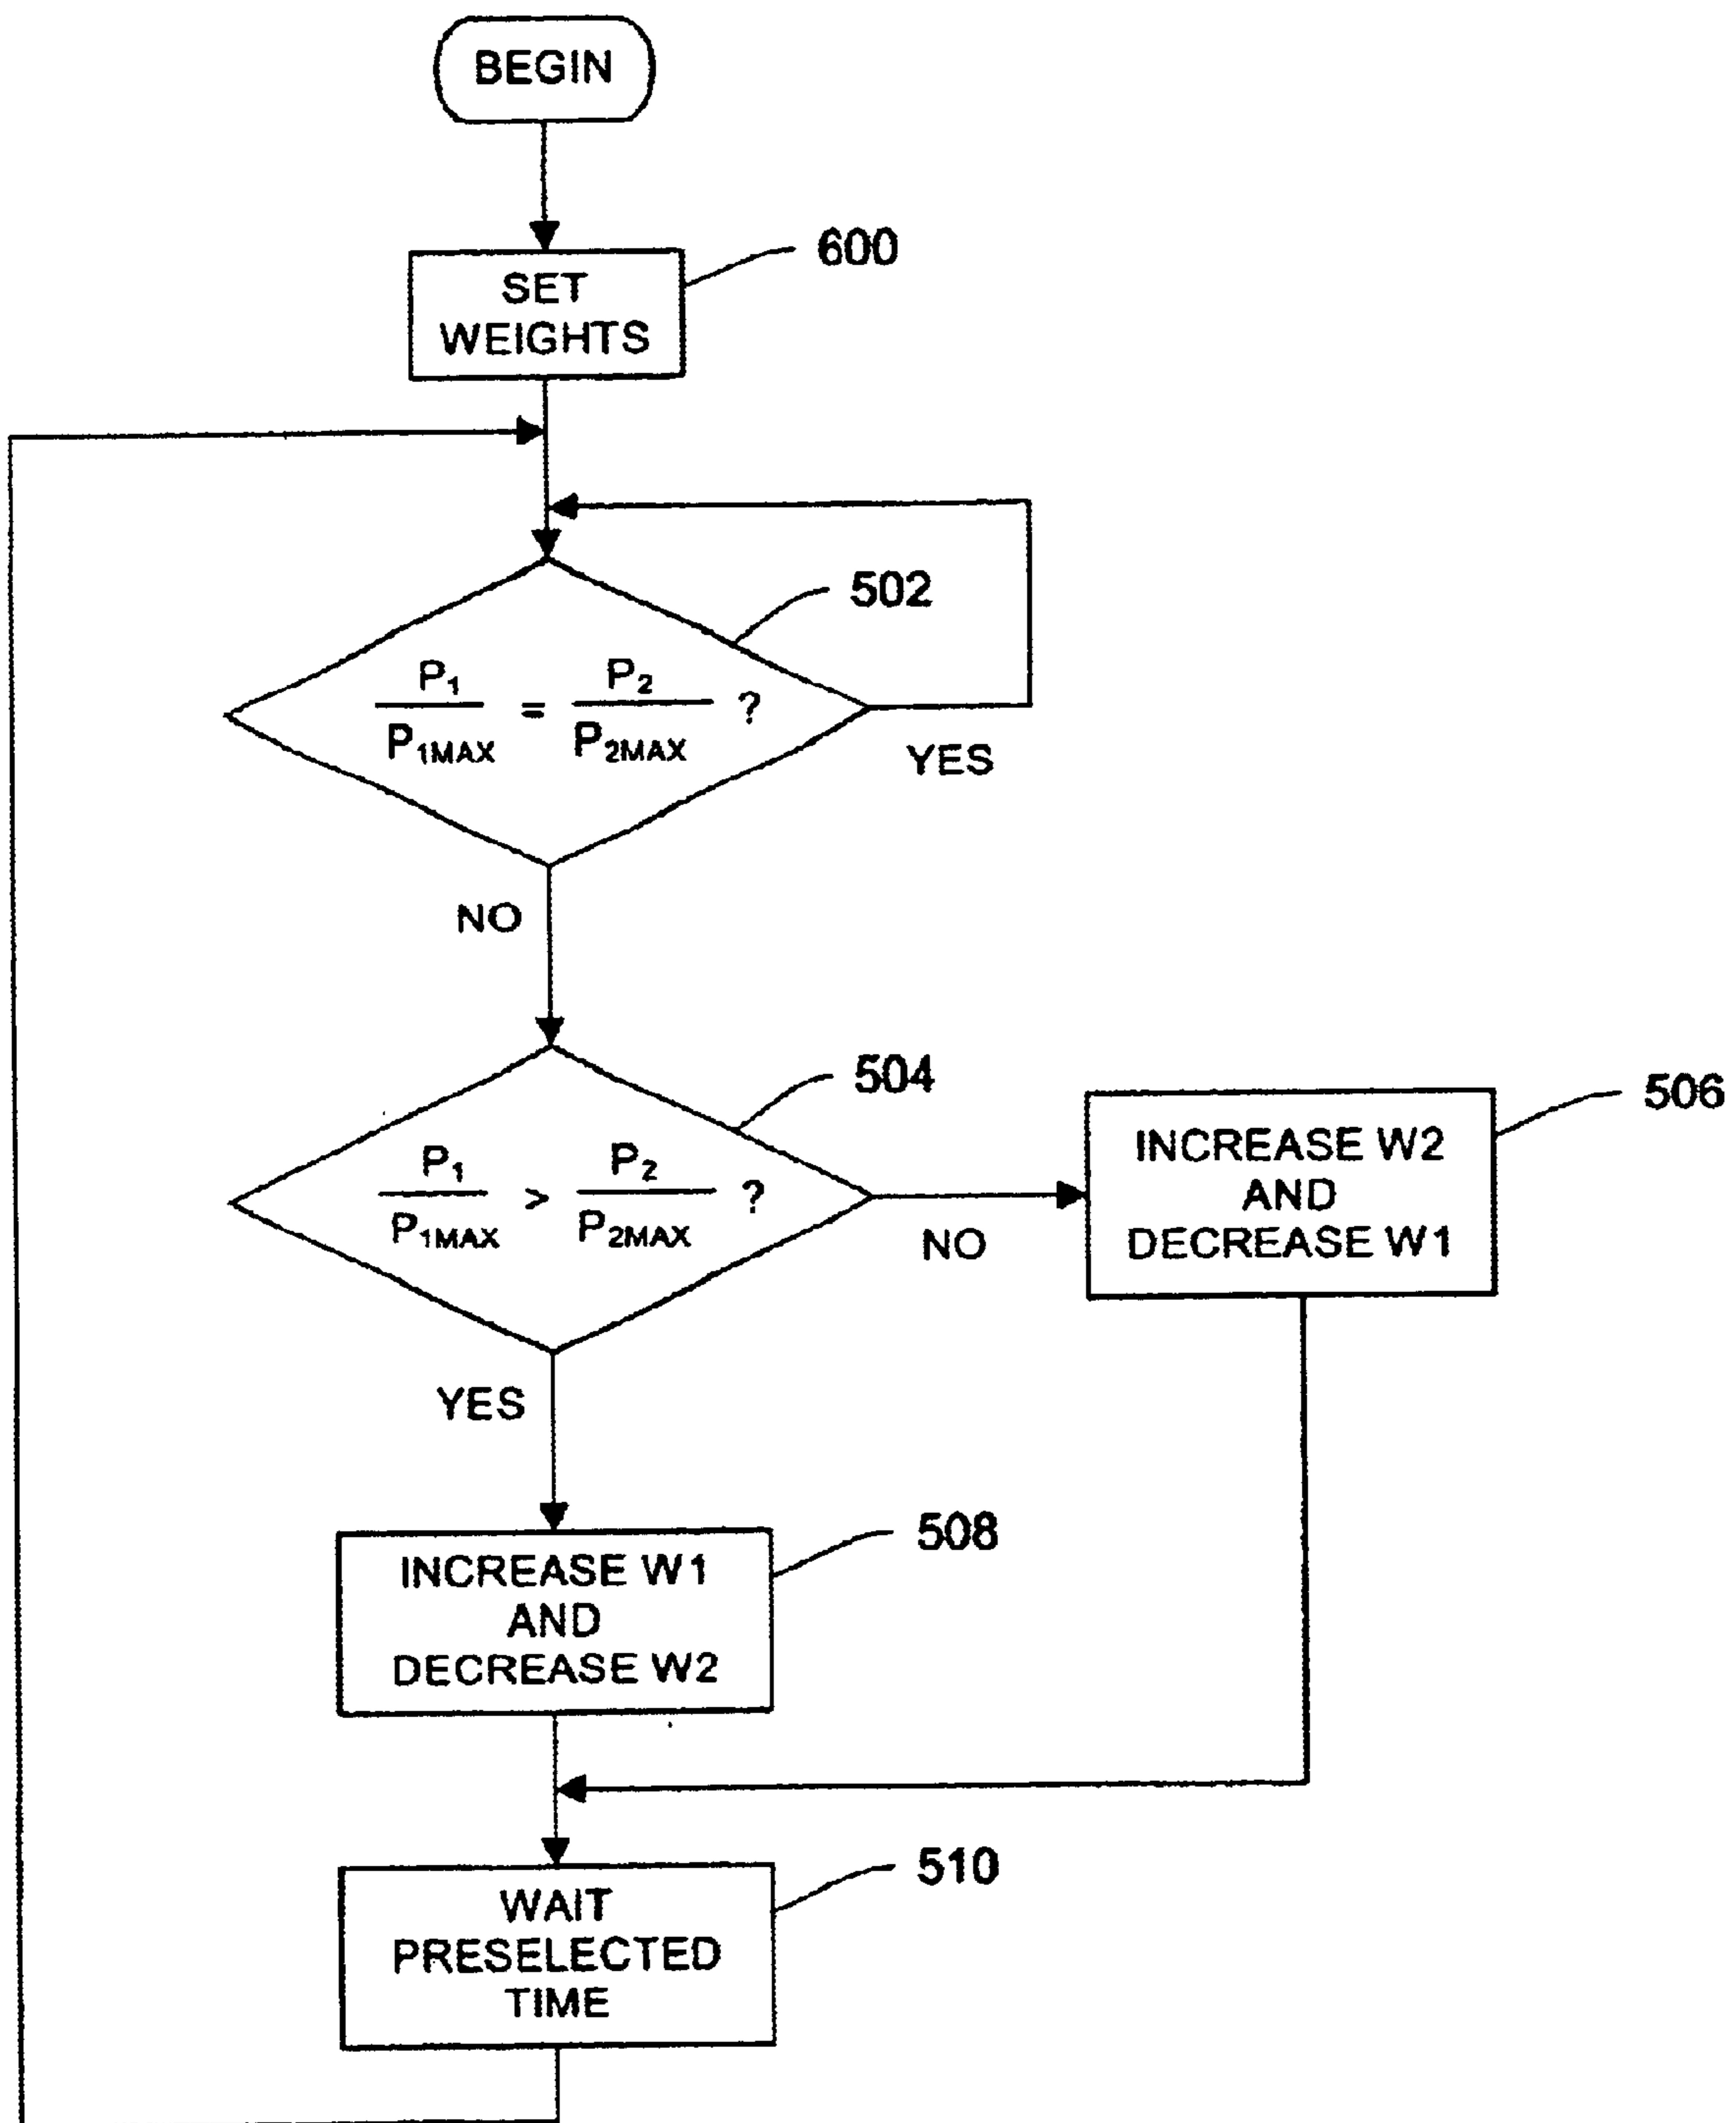 BEGIN
600
SET
WEIGHTS
502
P₁ / P₁MAX = P₂ / P₂MAX ?
YES
NO
504
506
P₁ / P₁MAX > P₂ / P₂MAX ?
NO
INCREASE W2
AND
DECREASE W1
YES
508
INCREASE W1
AND
DECREASE W2
510
WAIT
PRESELECTED
TIME